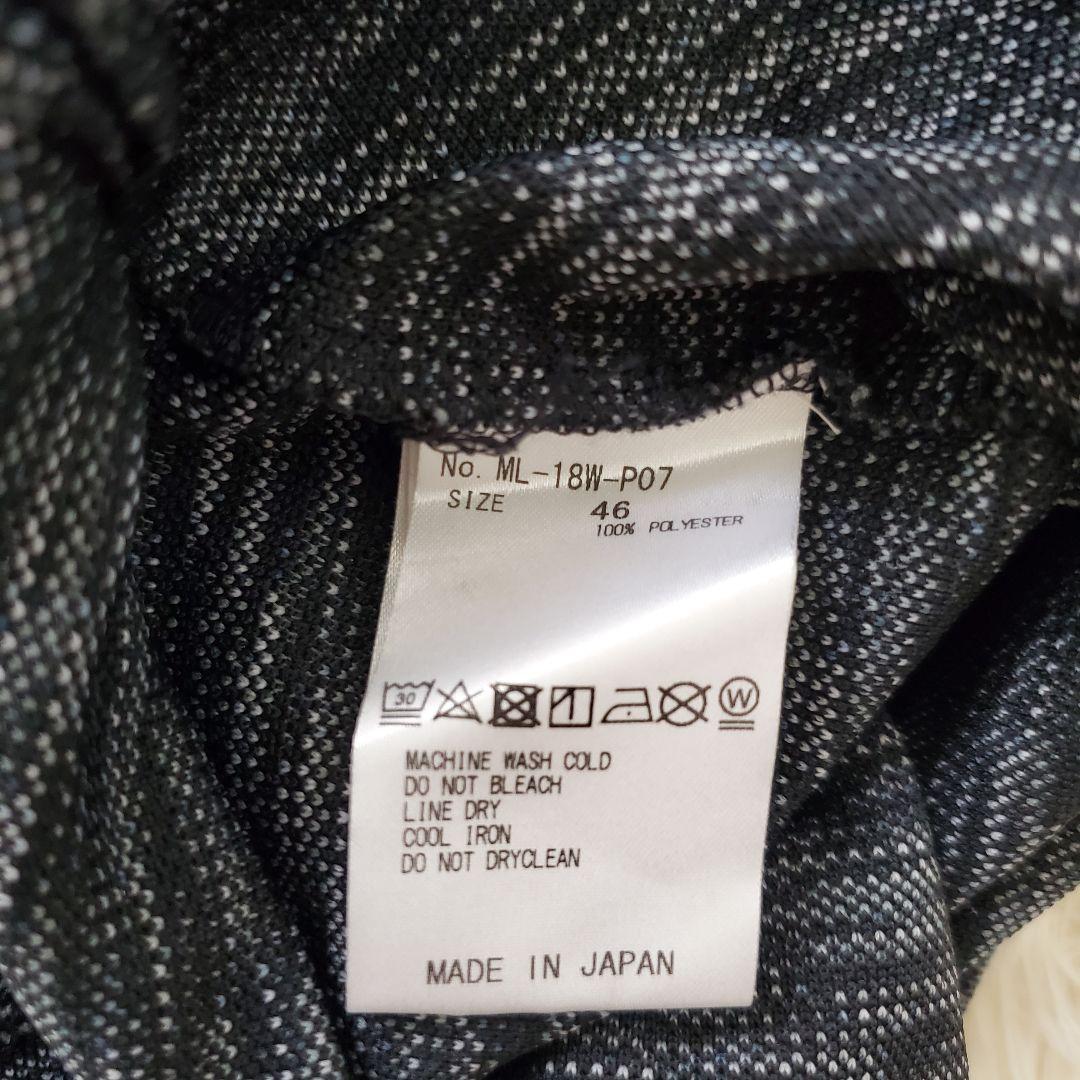 No. ML-18W-P07
SIZE 46
100% POLYESTER
30 W
MACHINE WASH COLD
DO NOT BLEACH
LINE DRY
COOL IRON
DO NOT DRYCLEAN
MADE IN JAPAN